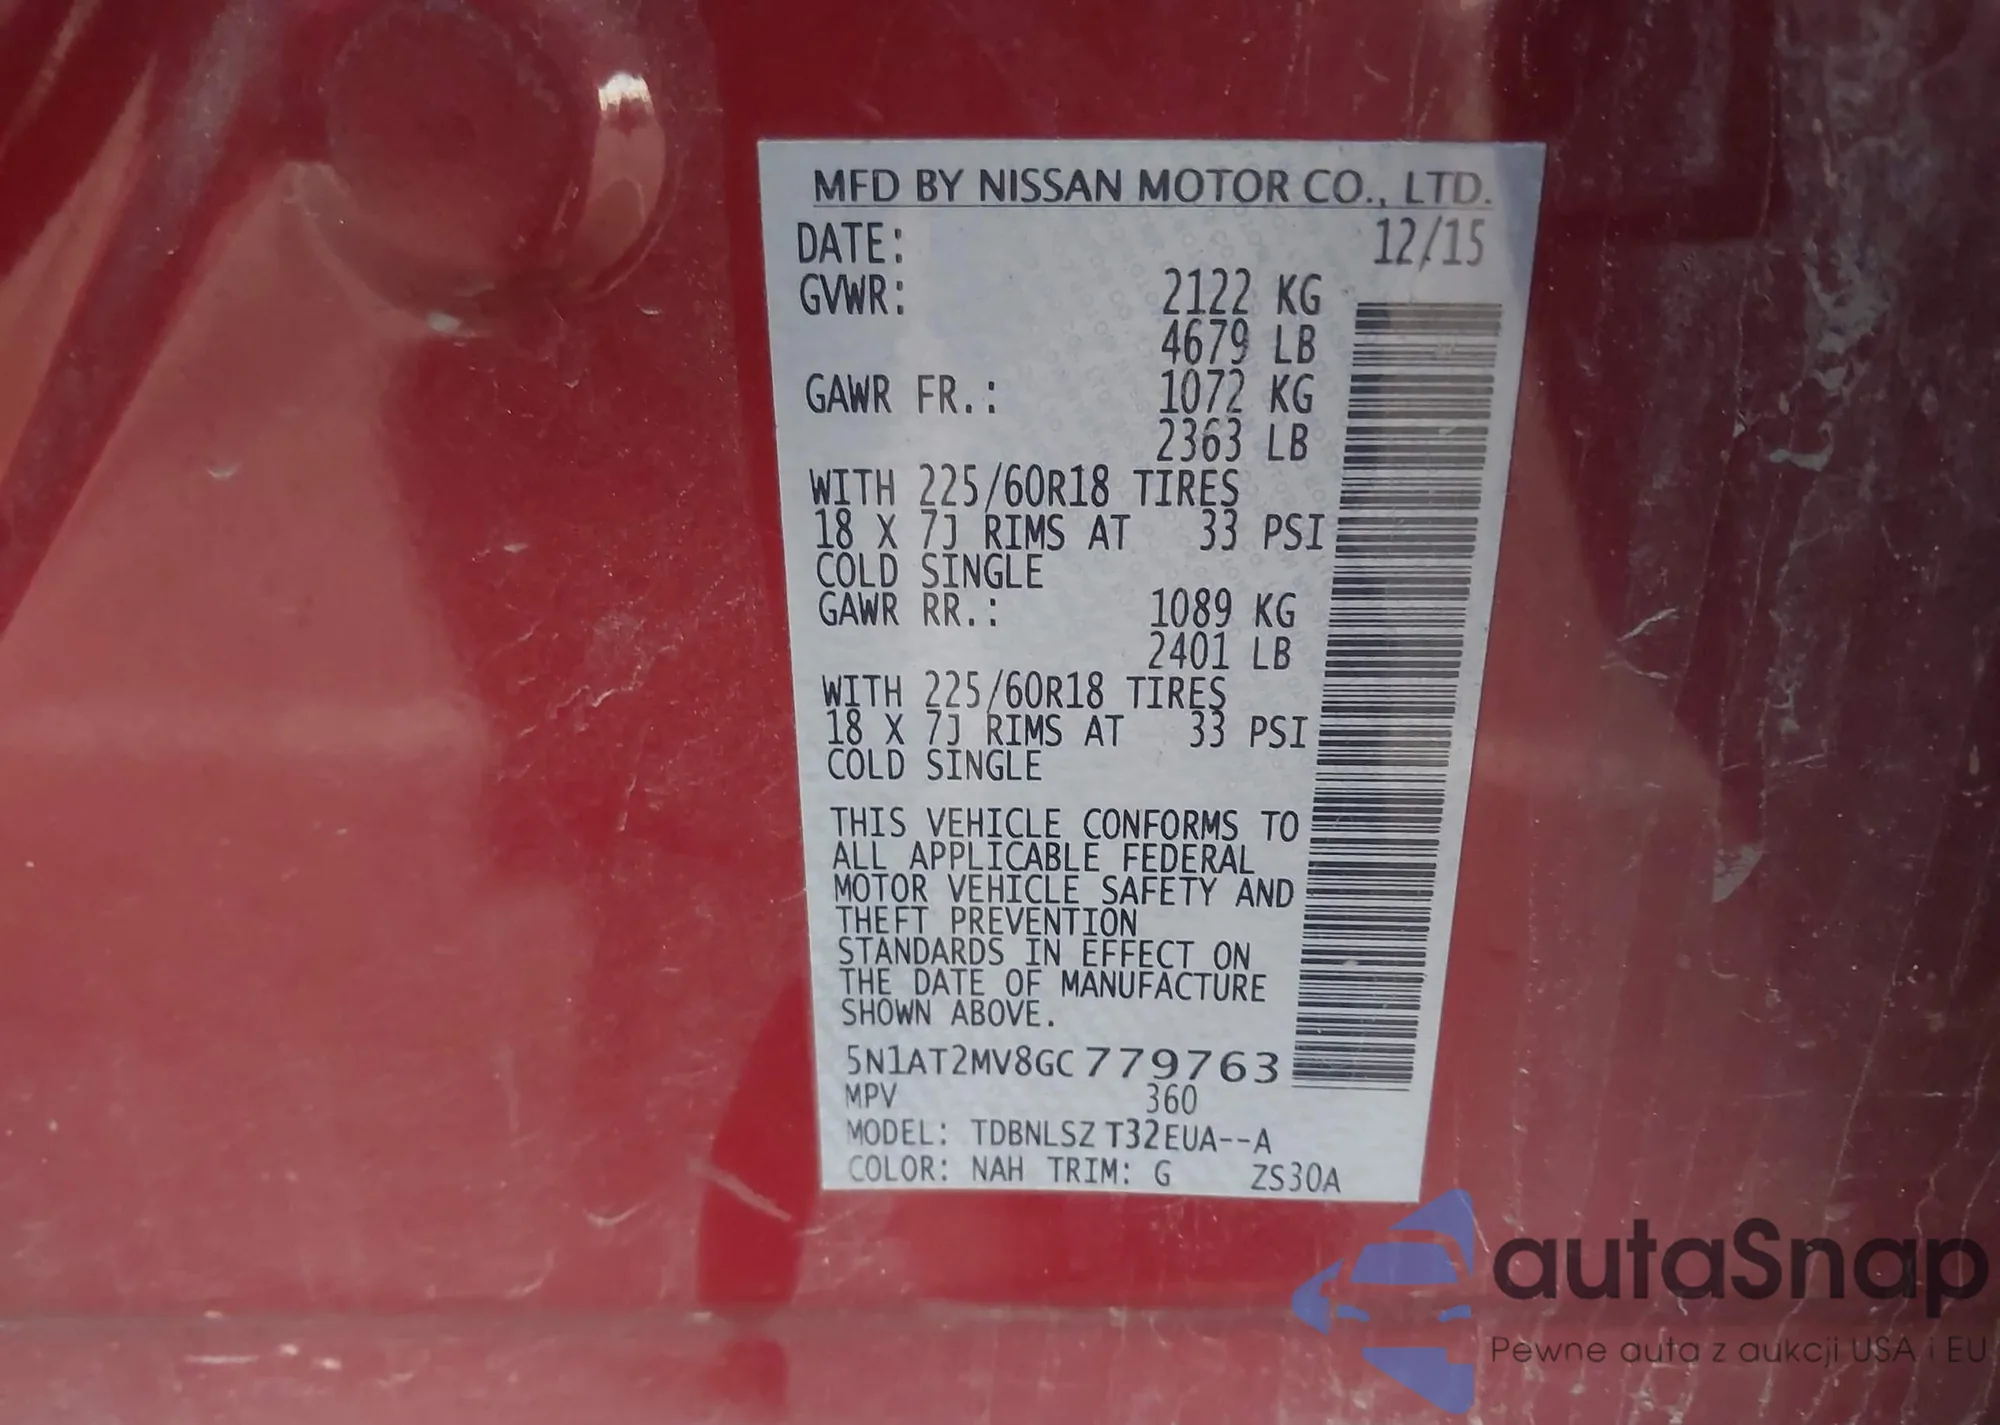 MFD BY NISSAN MOTOR CO., LTD.
DATE: 12/15
GVWR: 2122 KG
4679 LB
GAWR FR.: 1072 KG
2363 LB
WITH 225/60R18 TIRES
18 X 7J RIMS AT 33 PSI
COLD SINGLE
GAWR RR.: 1089 KG
2401 LB
WITH 225/60R18 TIRES
18 X 7J RIMS AT 33 PSI
COLD SINGLE
THIS VEHICLE CONFORMS TO
ALL APPLICABLE FEDERAL
MOTOR VEHICLE SAFETY AND
THEFT PREVENTION
STANDARDS IN EFFECT ON
THE DATE OF MANUFACTURE
SHOWN ABOVE.
5N1AT2MV8GC779763
MPV 360
MODEL: TDBNLSZ T32EUA--A
COLOR: NAH TRIM: G ZS30A
autaSnap
Pewne auta z aukcji USA i EU